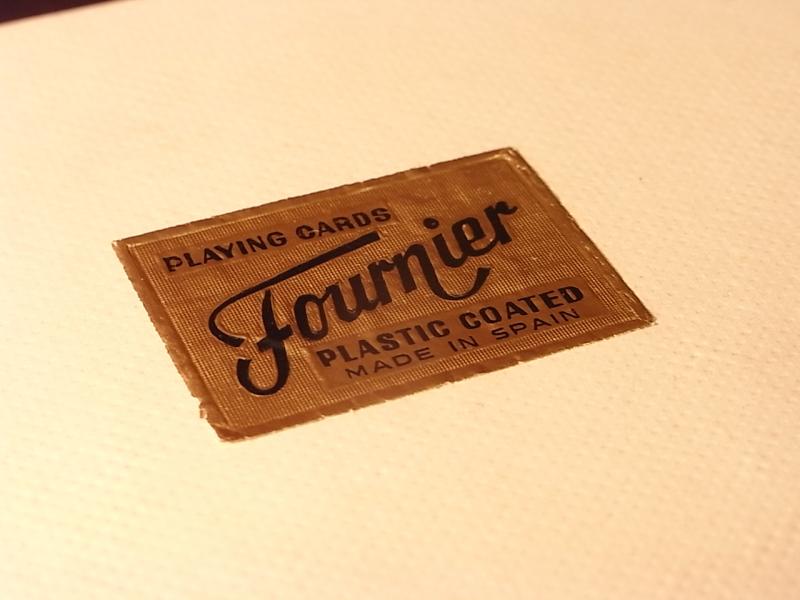 PLAYING CARDS
Fournier
PLASTIC COATED
MADE IN SPAIN